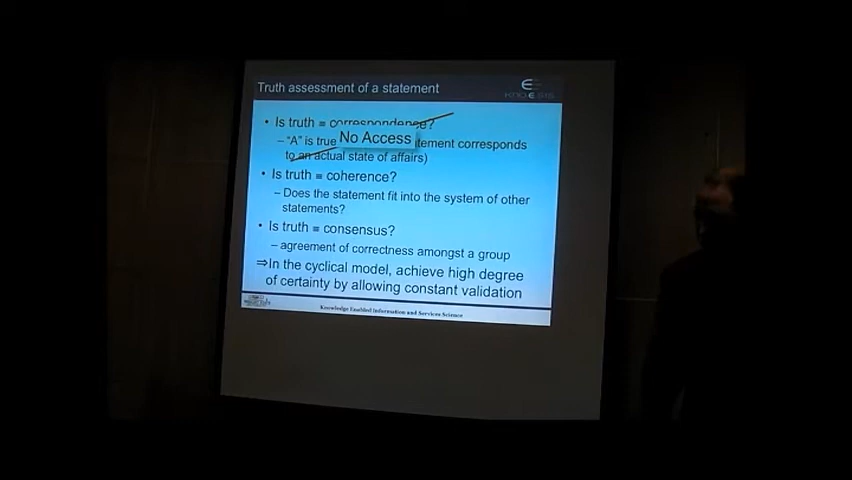 Truth assessment of a statement
KNO.E.SIS
• Is truth = correspondence?
No Access
– “A” is true tement corresponds
to an actual state of affairs)
• Is truth = coherence?
– Does the statement fit into the system of other
statements?
• Is truth = consensus?
– agreement of correctness amongst a group
⇒In the cyclical model, achieve high degree
of certainty by allowing constant validation
Knowledge Enabled Information and Services Science